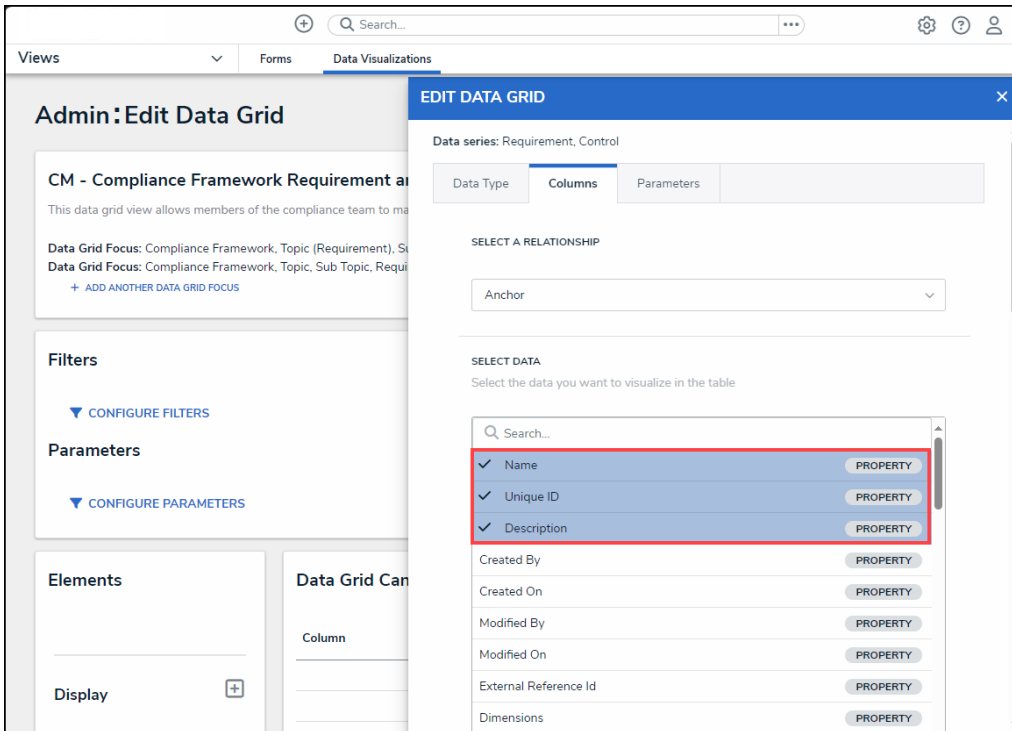 Search...
Views
Forms
Data Visualizations
Admin:Edit Data Grid
CM - Compliance Framework Requirement
This data grid view allows members of the compliance team to
Data Grid Focus: Compliance Framework, Topic (Requirement),
Data Grid Focus: Compliance Framework, Topic, Sub Topic,
+ ADD ANOTHER DATA GRID FOCUS
Filters
CONFIGURE FILTERS
Parameters
CONFIGURE PARAMETERS
Elements
Display
Data Grid
Column
EDIT DATA GRID
Data series: Requirement, Control
Data Type
Columns
Parameters
SELECT A RELATIONSHIP
Anchor
SELECT DATA
Select the data you want to visualize in the table
Search...
Name PROPERTY
Unique ID PROPERTY
Description PROPERTY
Created By PROPERTY
Created On PROPERTY
Modified By PROPERTY
Modified On PROPERTY
External Reference Id PROPERTY
Dimensions PROPERTY